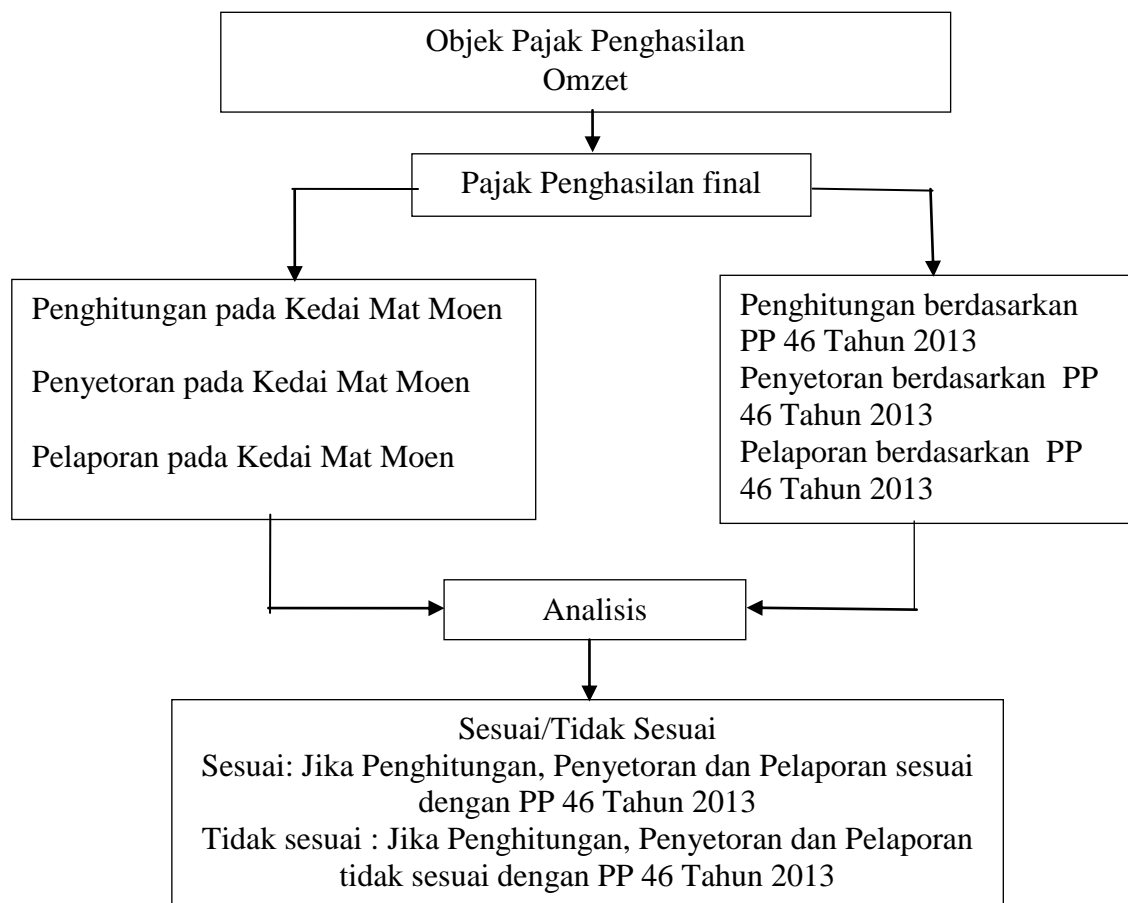 Objek Pajak Penghasilan
Omzet
Pajak Penghasilan final
Penghitungan pada Kedai Mat Moen
Penyetoran pada Kedai Mat Moen
Pelaporan pada Kedai Mat Moen
Penghitungan berdasarkan
PP 46 Tahun 2013
Penyetoran berdasarkan PP
46 Tahun 2013
Pelaporan berdasarkan PP
46 Tahun 2013
Analisis
Sesuai/Tidak Sesuai
Sesuai: Jika Penghitungan, Penyetoran dan Pelaporan sesuai
dengan PP 46 Tahun 2013
Tidak sesuai : Jika Penghitungan, Penyetoran dan Pelaporan
tidak sesuai dengan PP 46 Tahun 2013